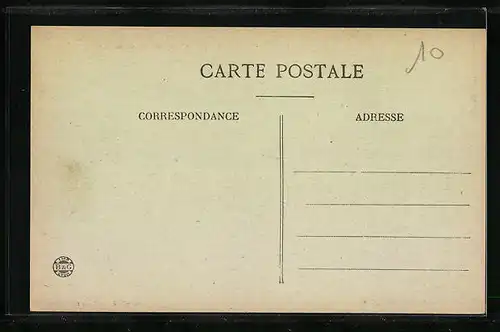 10
CARTE POSTALE
CORRESPONDANCE
ADRESSE
B&G